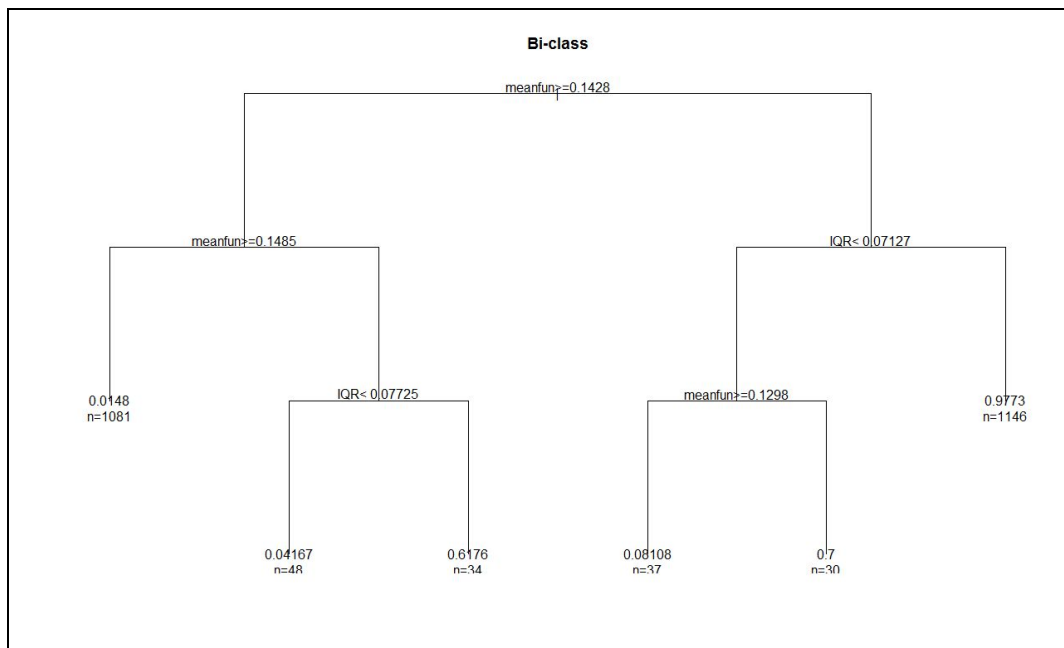 Bi-class
meanfun>=0.1428
meanfun>=0.1485
IQR< 0.07127
0.0148
n=1081
IQR< 0.07725
meanfun>=0.1298
0.9773
n=1146
0.04167
n=48
0.6176
n=34
0.08108
n=37
0.7
n=30